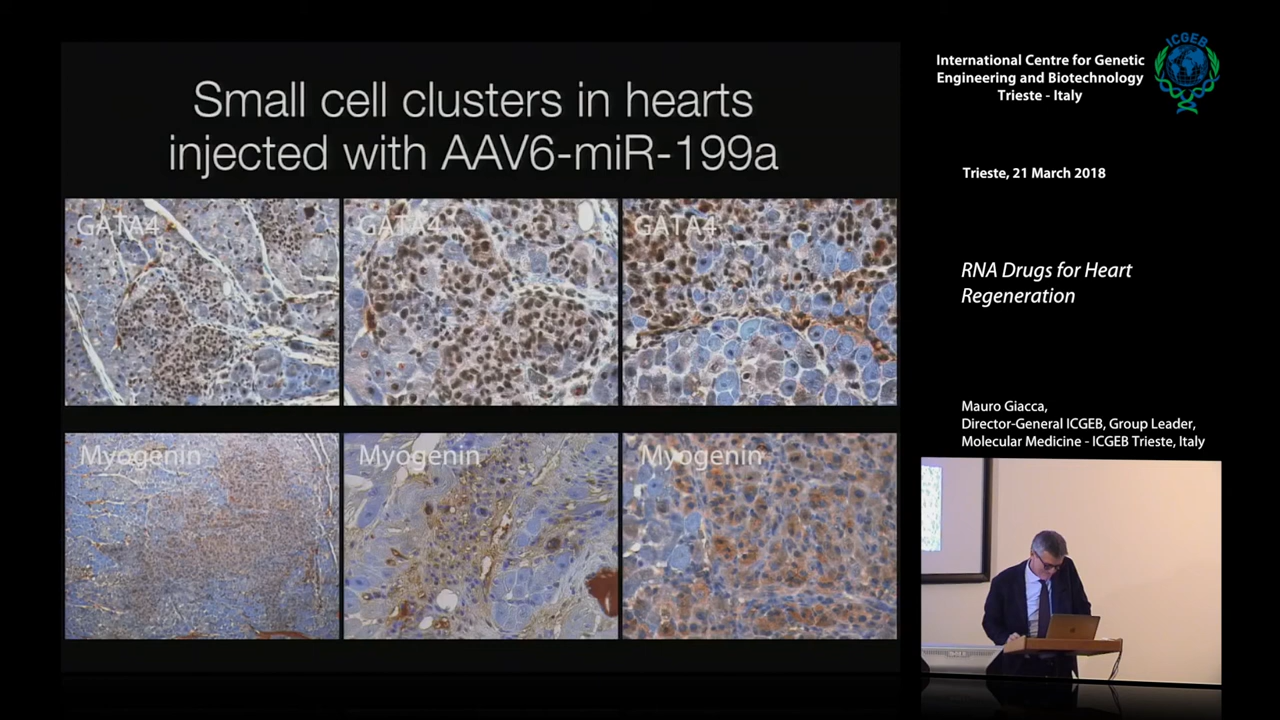 Small cell clusters in hearts
injected with AAV6-miR-199a
GATA4
GATA4
GATA4
Myogenin
Myogenin
Myogenin
ICGEB
International Centre for Genetic
Engineering and Biotechnology
Trieste - Italy
Trieste, 21 March 2018
RNA Drugs for Heart
Regeneration
Mauro Giacca,
Director-General ICGEB, Group Leader,
Molecular Medicine - ICGEB Trieste, Italy